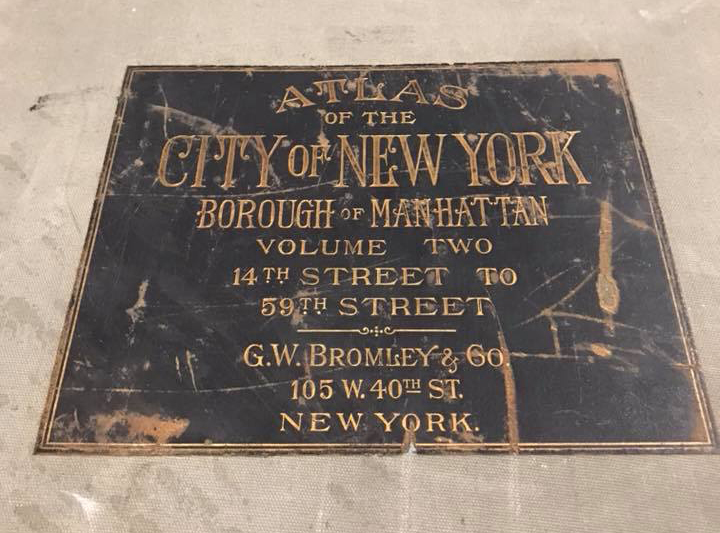 ATLAS
OF THE
CITY OF NEW YORK
BOROUGH OF MANHATTAN
VOLUME TWO
14TH STREET TO
59TH STREET
G.W. BROMLEY & CO.
105 W. 40TH ST.
NEW YORK.